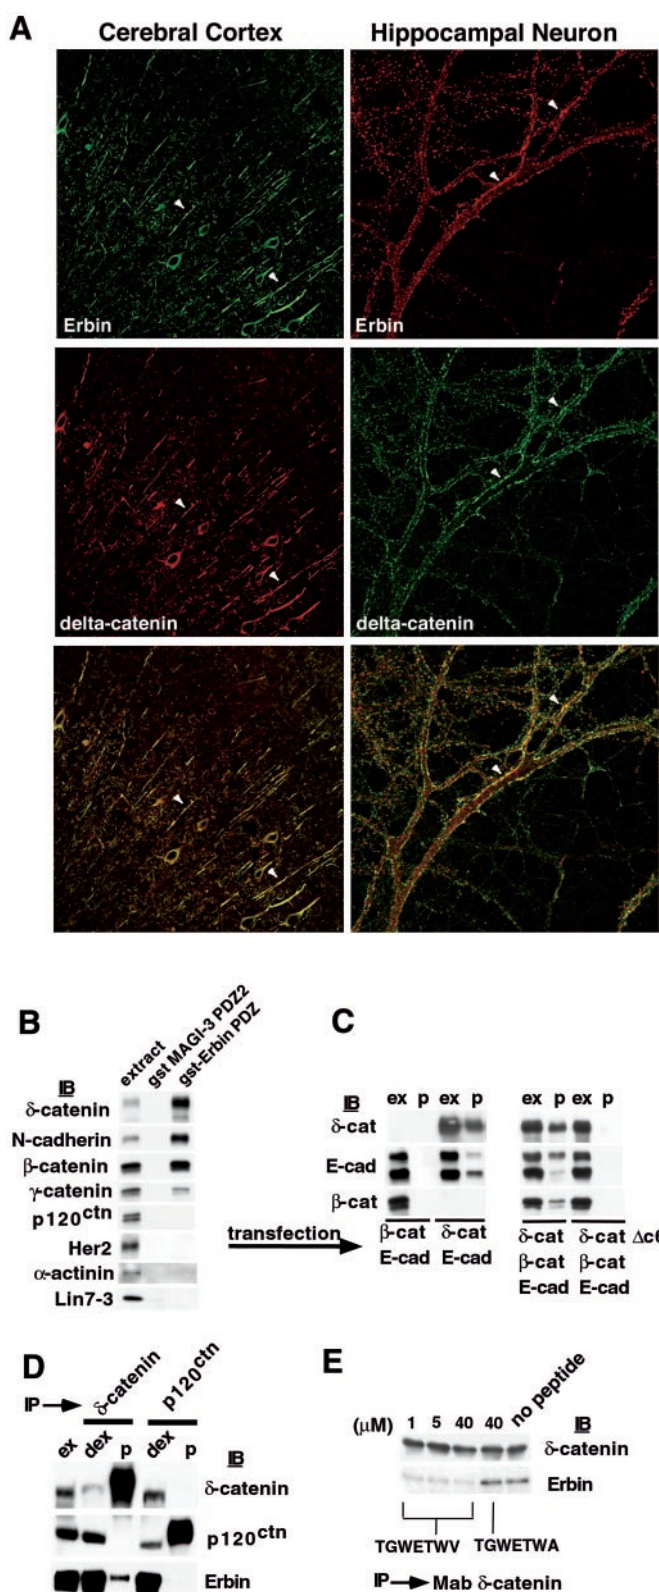 A
Cerebral Cortex
Hippocampal Neuron
Erbin
Erbin
delta-catenin
delta-catenin
B
extract
gst MAGI-3 PDZ2
gst-Erbin PDZ
IB
δ-catenin
N-cadherin
β-catenin
γ-catenin
p120ctn
Her2
α-actinin
Lin7-3
C
IB
ex p ex p ex p ex p
δ-cat
E-cad
β-cat
transfection
β-cat δ-cat δ-cat δ-cat Δc6
E-cad E-cad β-cat β-cat
E-cad E-cad
D
IP
δ-catenin
p120ctn
ex dex p dex p
IB
δ-catenin
p120ctn
Erbin
E
no peptide
(μM) 1 5 40 40
IB
δ-catenin
Erbin
TGWETWV TGWETWA
IP Mab δ-catenin